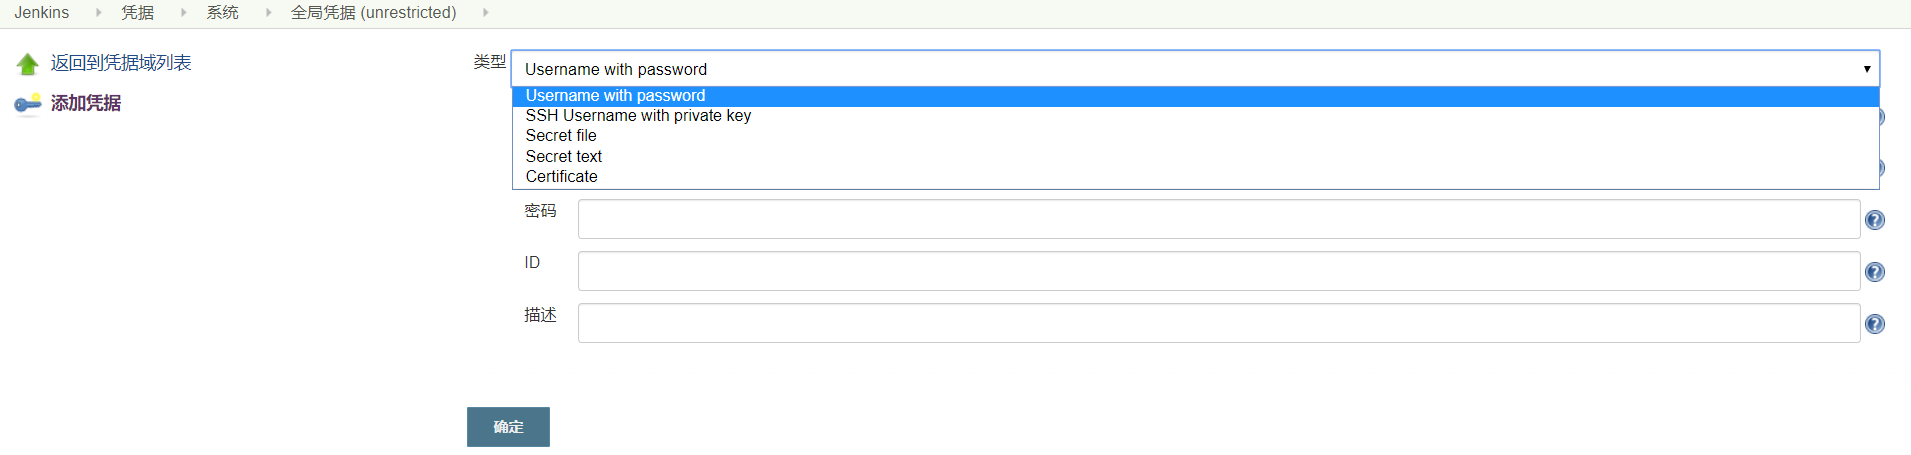 Jenkins 凭据 系统 全局凭据 (unrestricted)
返回到凭据域列表
添加凭据
类型 Username with password
Username with password
SSH Username with private key
Secret file
Secret text
Certificate
密码
ID
描述
确定